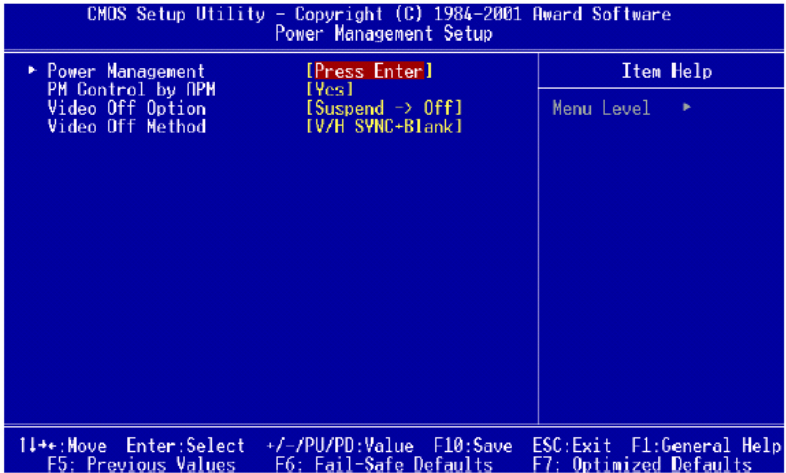 CMOS Setup Utility - Copyright (C) 1984-2001 Award Software
Power Management Setup
► Power Management [Press Enter]
PM Control by APM [Yes]
Video Off Option [Suspend -> Off]
Video Off Method [V/H SYNC+Blank]
Item Help
Menu Level ►
↑↓→←:Move Enter:Select +/-/PU/PD:Value F10:Save ESC:Exit F1:General Help
F5: Previous Values F6: Fail-Safe Defaults F7: Optimized Defaults